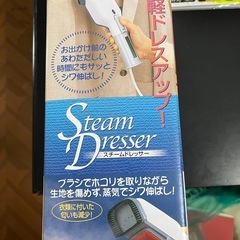 軽ドレスアップ!
お出かけ前の
あわただしい
時間にもサッと
シワ伸ばし!
Steam
Dresser
スチームドレッサー
ブラシでホコリを取りながら
生地を傷めず、蒸気でシワ伸ばし!
衣類に付いた
匂いも減少!